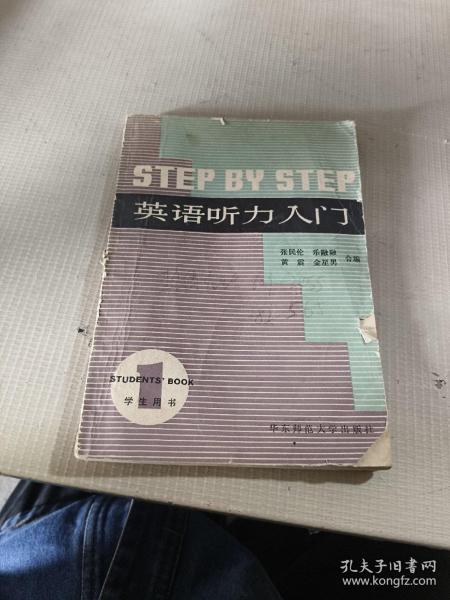 STEP BY STEP
英语听力入门
张民伦 乐融融
黄震 金星男 合编
1
STUDENTS' BOOK
学生用书
华东师范大学出版社
孔夫子旧书网
www.kongfz.com